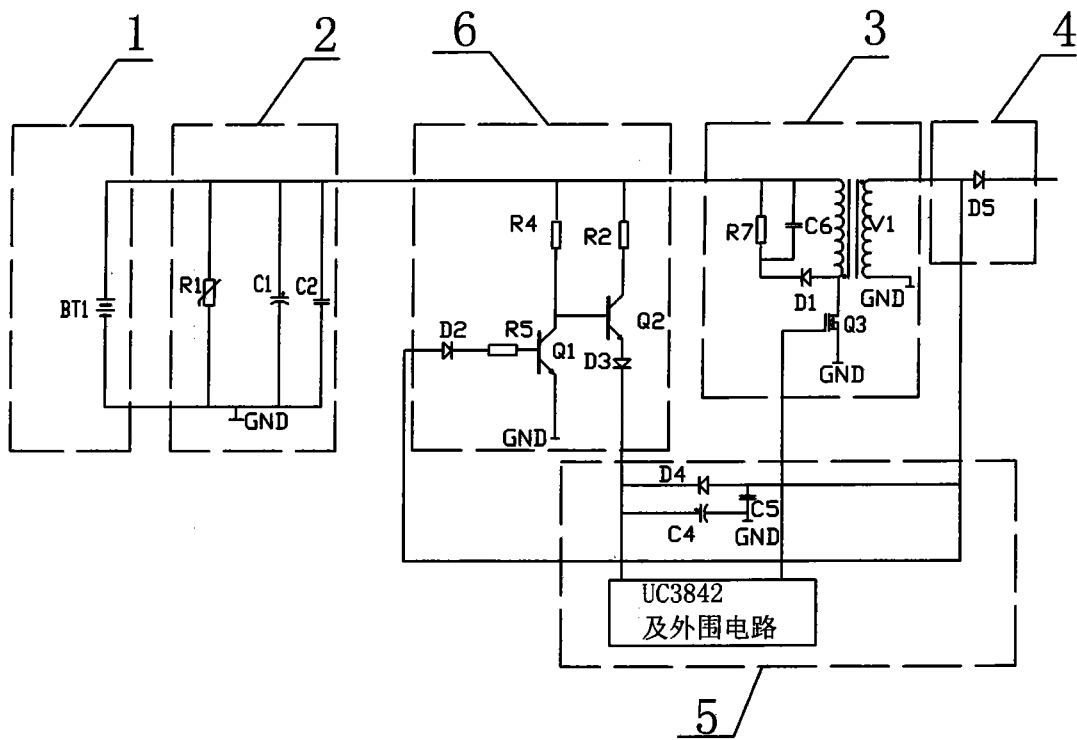 1
2
6
3
4
BT1
R1
C1
C2
GND
R4
R2
D2
R5
Q1
Q2
D3
GND
R7
C6
V1
D1
GND
Q3
GND
D5
D4
C5
C4
GND
UC3842
及外围电路
5